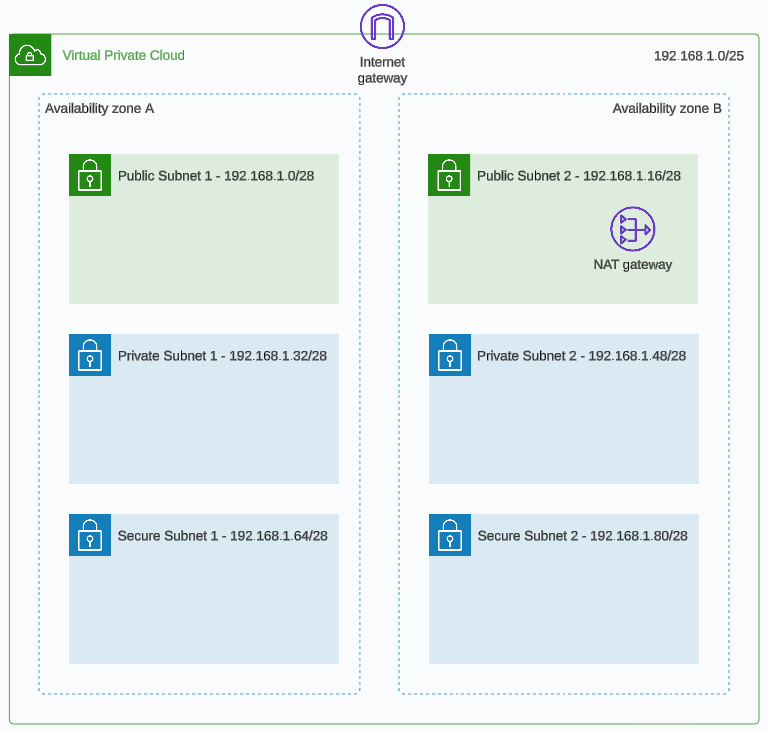 Internet
gateway
Virtual Private Cloud
192.168.1.0/25
Availability zone A
Availability zone B
Public Subnet 1 - 192.168.1.0/28
Public Subnet 2 - 192.168.1.16/28
NAT gateway
Private Subnet 1 - 192.168.1.32/28
Private Subnet 2 - 192.168.1.48/28
Secure Subnet 1 - 192.168.1.64/28
Secure Subnet 2 - 192.168.1.80/28